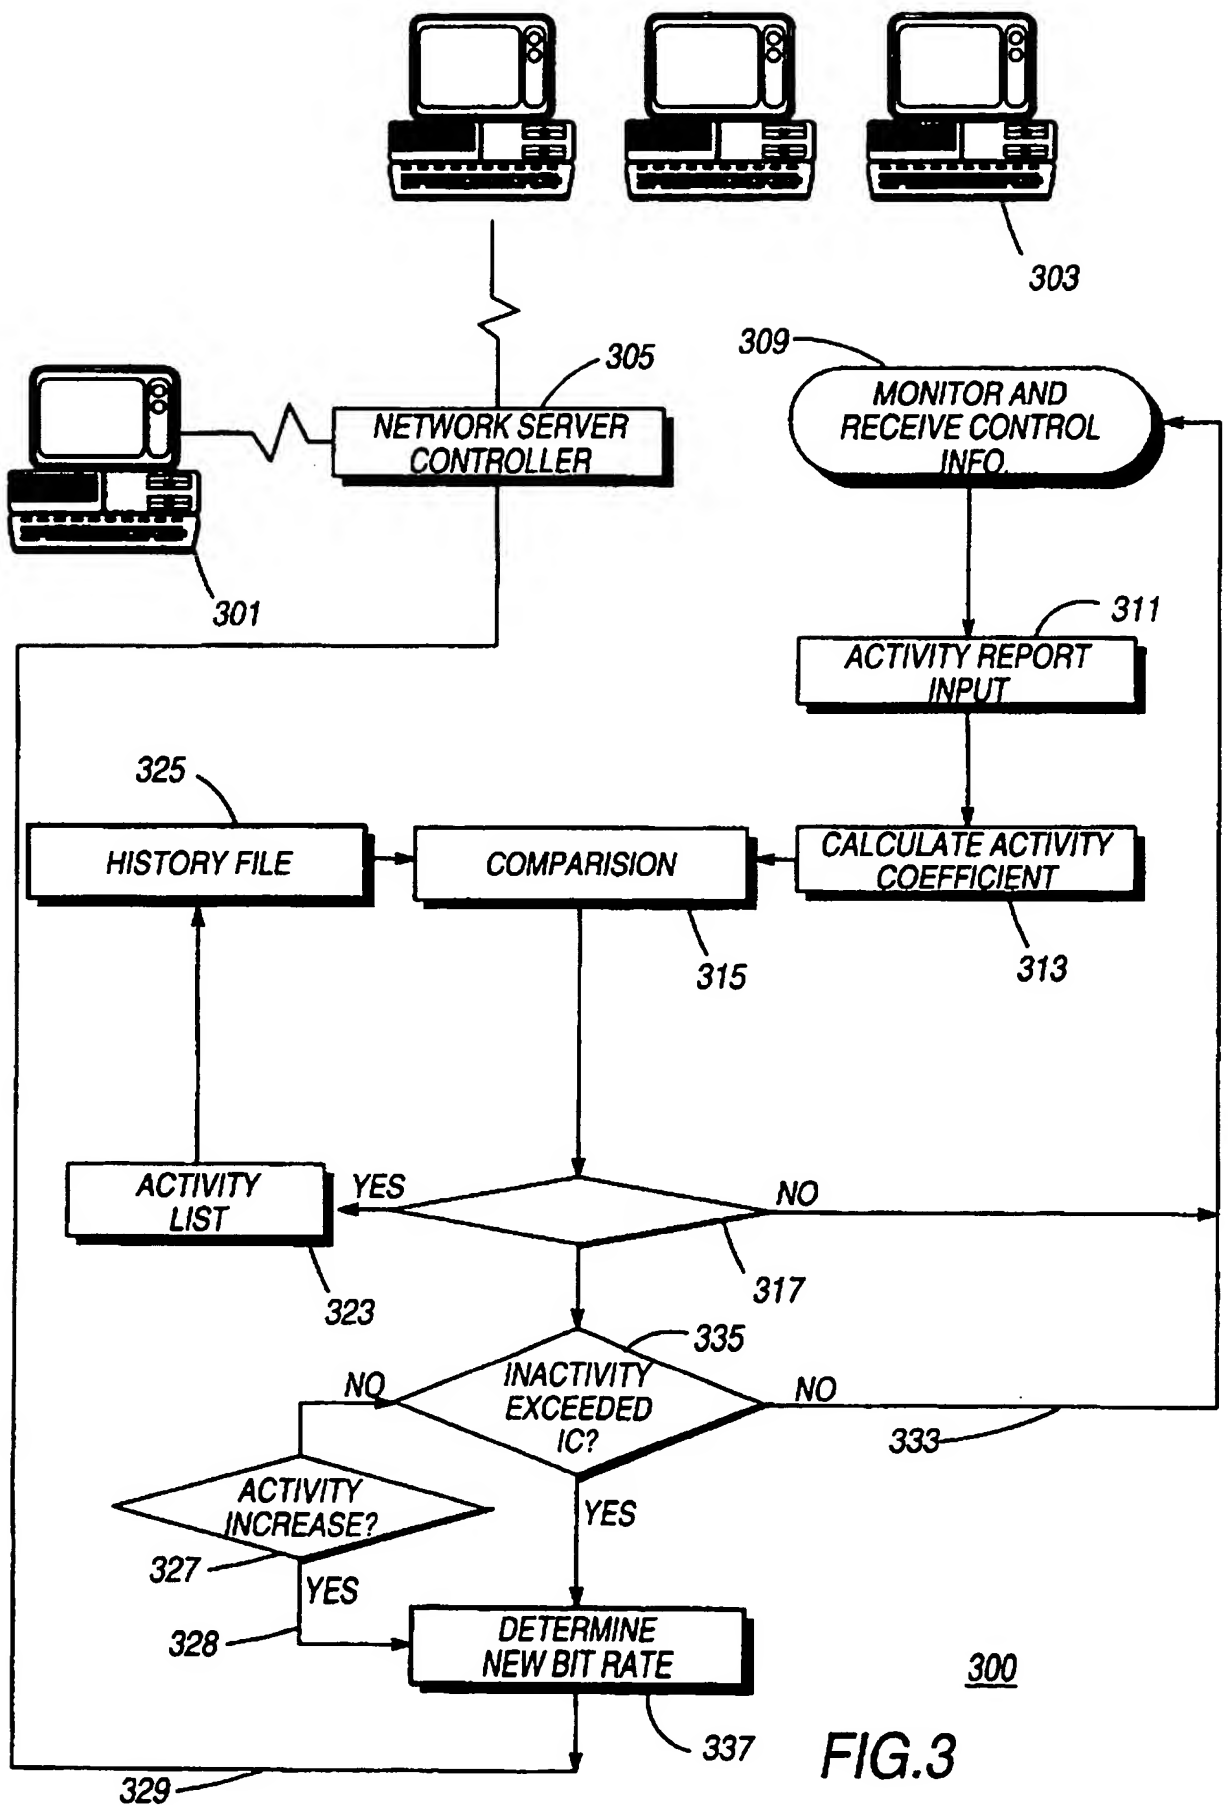 303
305
309
NETWORK SERVER
CONTROLLER
MONITOR AND
RECEIVE CONTROL
INFO.
301
311
ACTIVITY REPORT
INPUT
325
HISTORY FILE
COMPARISION
CALCULATE ACTIVITY
COEFFICIENT
315
313
ACTIVITY
LIST
YES
NO
323
317
335
NO
INACTIVITY
EXCEEDED
IC?
NO
333
ACTIVITY
INCREASE?
YES
327
YES
328
DETERMINE
NEW BIT RATE
300
337
FIG.3
329